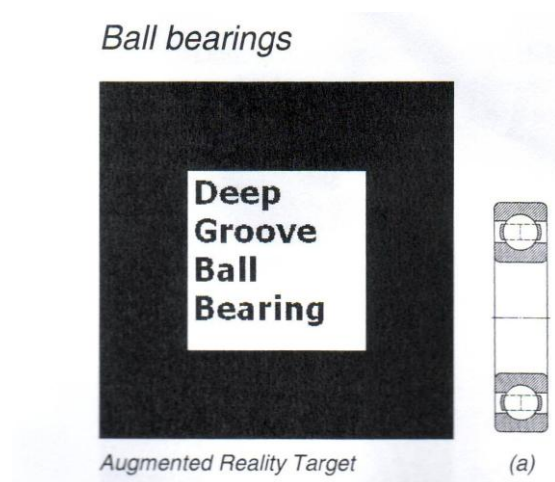 Ball bearings
Deep
Groove
Ball
Bearing
Augmented Reality Target
(a)